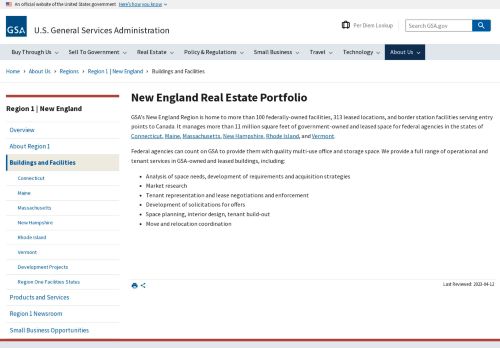 An official website of the United States government Here's how you know
GSA
U.S. General Services Administration
Per Diem Lookup
Search GSA.gov
Buy Through Us
Sell To Government
Real Estate
Policy & Regulations
Small Business
Travel
Technology
About Us
Home › About Us › Regions › Region 1 | New England › Buildings and Facilities
Region 1 | New England
Overview
About Region 1
Buildings and Facilities
Connecticut
Maine
Massachusetts
New Hampshire
Rhode Island
Vermont
Development Projects
Region One Facilities Status
Products and Services
Region 1 Newsroom
Small Business Opportunities
New England Real Estate Portfolio
GSA's New England Region is home to more than 100 federally-owned facilities, 313 leased locations, and border station facilities serving entry
points to Canada. It manages more than 11 million square feet of government-owned and leased space for federal agencies in the states of
Connecticut, Maine, Massachusetts, New Hampshire, Rhode Island, and Vermont.
Federal agencies can count on GSA to provide them with quality multi-use office and storage space. We provide a full range of operational and
tenant services in GSA-owned and leased buildings, including:
• Analysis of space needs, development of requirements and acquisition strategies
• Market research
• Tenant representation and lease negotiations and enforcement
• Development of solicitations for offers
• Space planning, interior design, tenant build-out
• Move and relocation coordination
Last Reviewed: 2023-04-12